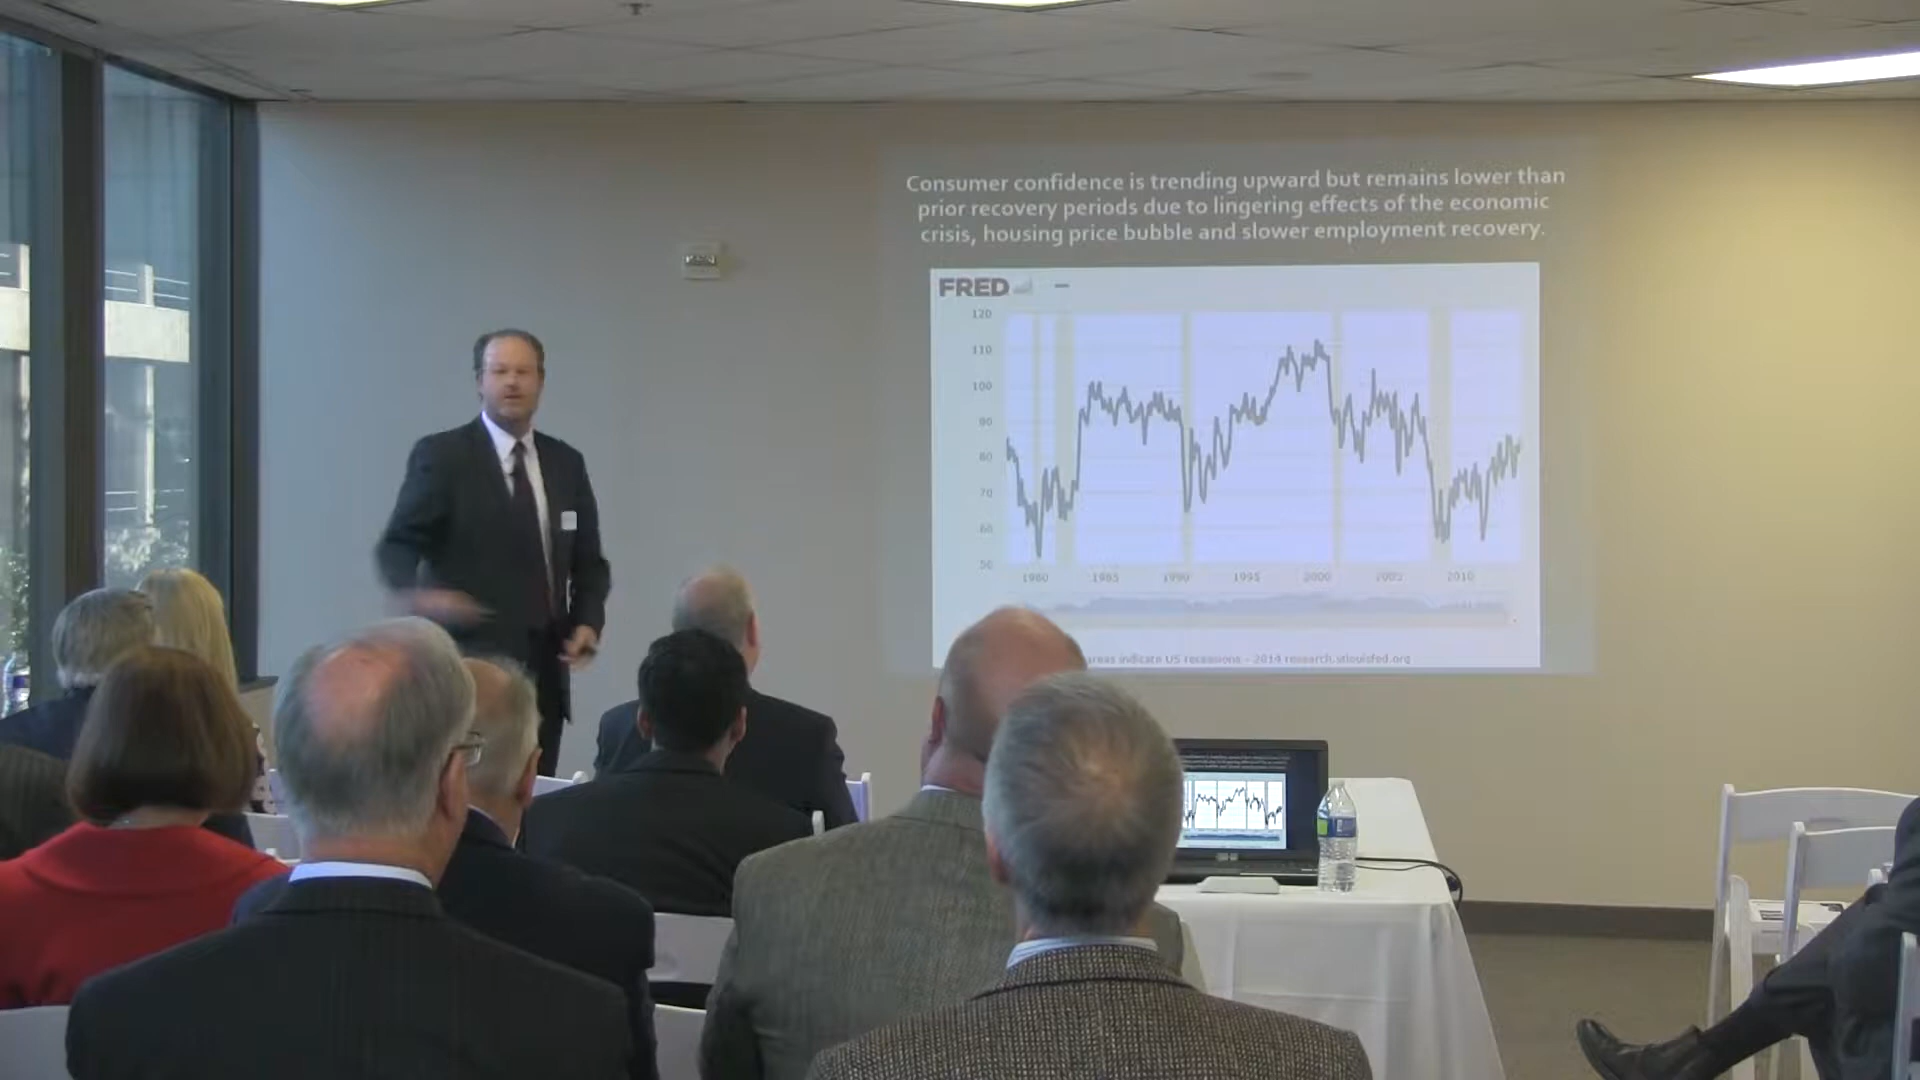 Consumer confidence is trending upward but remains lower than
prior recovery periods due to lingering effects of the economic
crisis, housing price bubble and slower employment recovery.
FRED
120
110
100
90
80
70
60
50
1980 1985 1990 1995 2000 2005 2010
areas indicate US recessions - 2014 research.stlouisfed.org